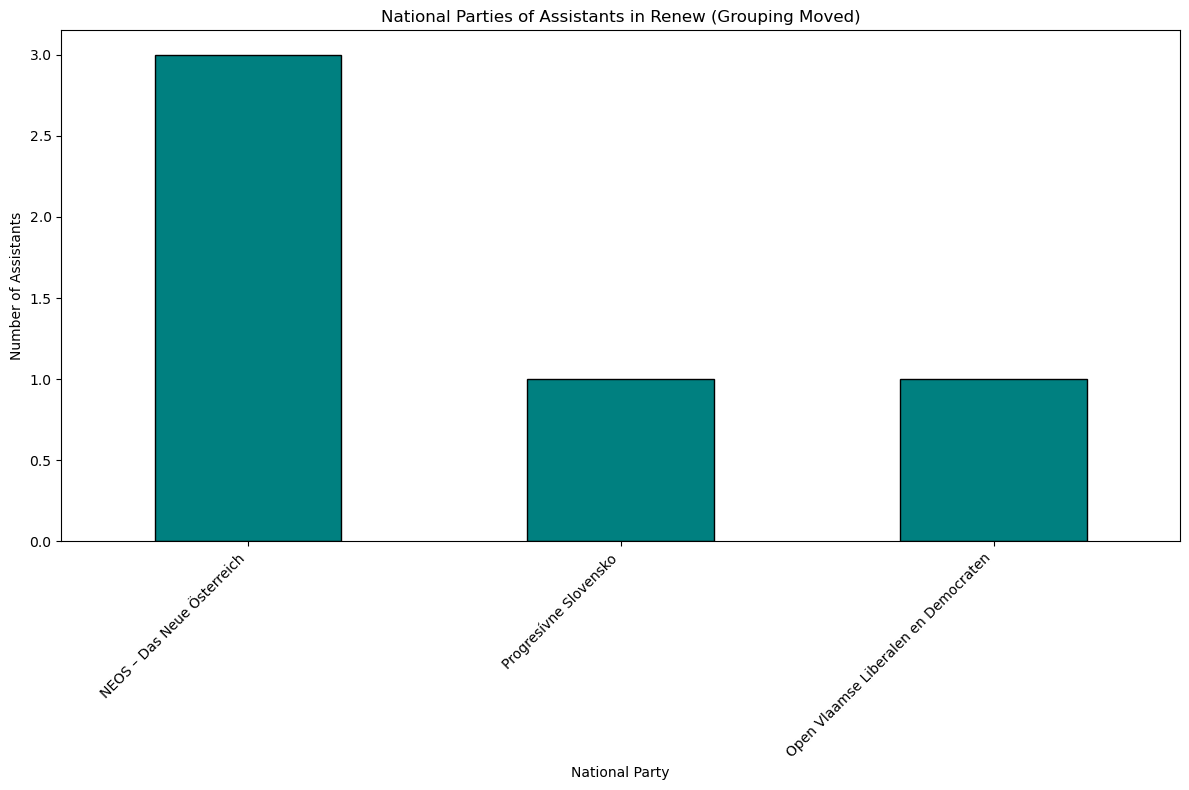 National Parties of Assistants in Renew (Grouping Moved)
Number of Assistants
3.0
2.5
2.0
1.5
1.0
0.5
0.0
NEOS – Das Neue Österreich
Progresívne Slovensko
Open Vlaamse Liberalen en Democraten
National Party